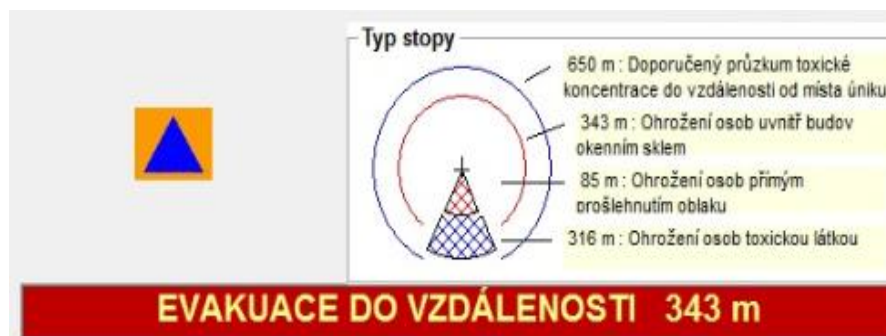 Typ stopy
650 m : Doporučený průzkum toxické
koncentrace do vzdálenosti od místa úniku
343 m : Ohrožení osob uvnitř budov
okenním sklem
85 m : Ohrožení osob přímým
prošlehnutím oblaku
316 m : Ohrožení osob toxickou látkou
EVAKUACE DO VZDÁLENOSTI 343 m